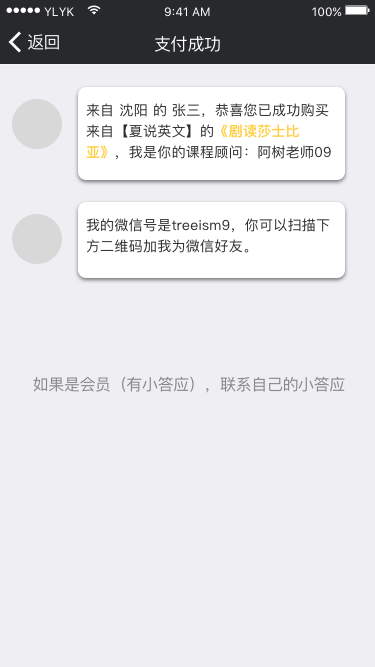 YLYK 9:41 AM 100%
返回 支付成功
来自 沈阳 的 张三，恭喜您已成功购买
来自【夏说英文】的《剧读莎士比
亚》，我是你的课程顾问：阿树老师09
我的微信号是treeism9，你可以扫描下
方二维码加我为微信好友。
如果是会员（有小答应），联系自己的小答应